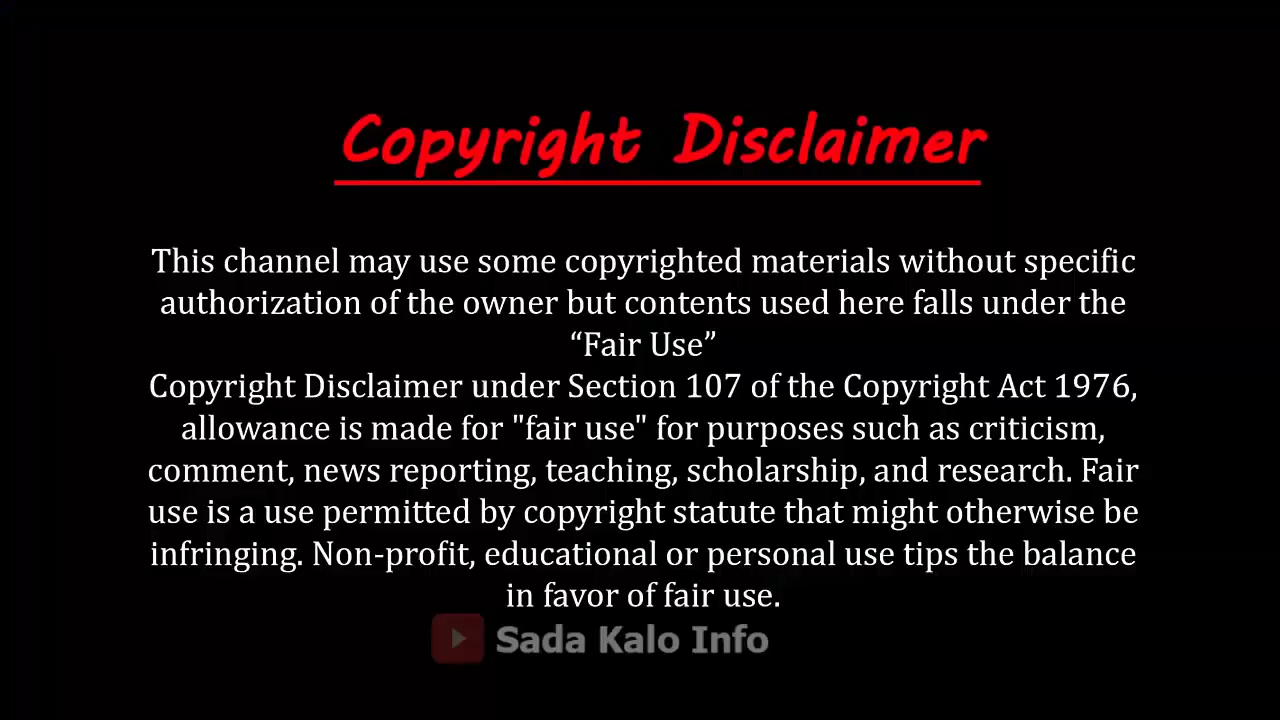 Copyright Disclaimer
This channel may use some copyrighted materials without specific
authorization of the owner but contents used here falls under the
“Fair Use”
Copyright Disclaimer under Section 107 of the Copyright Act 1976,
allowance is made for "fair use" for purposes such as criticism,
comment, news reporting, teaching, scholarship, and research. Fair
use is a use permitted by copyright statute that might otherwise be
infringing. Non-profit, educational or personal use tips the balance
in favor of fair use.
Sada Kalo Info